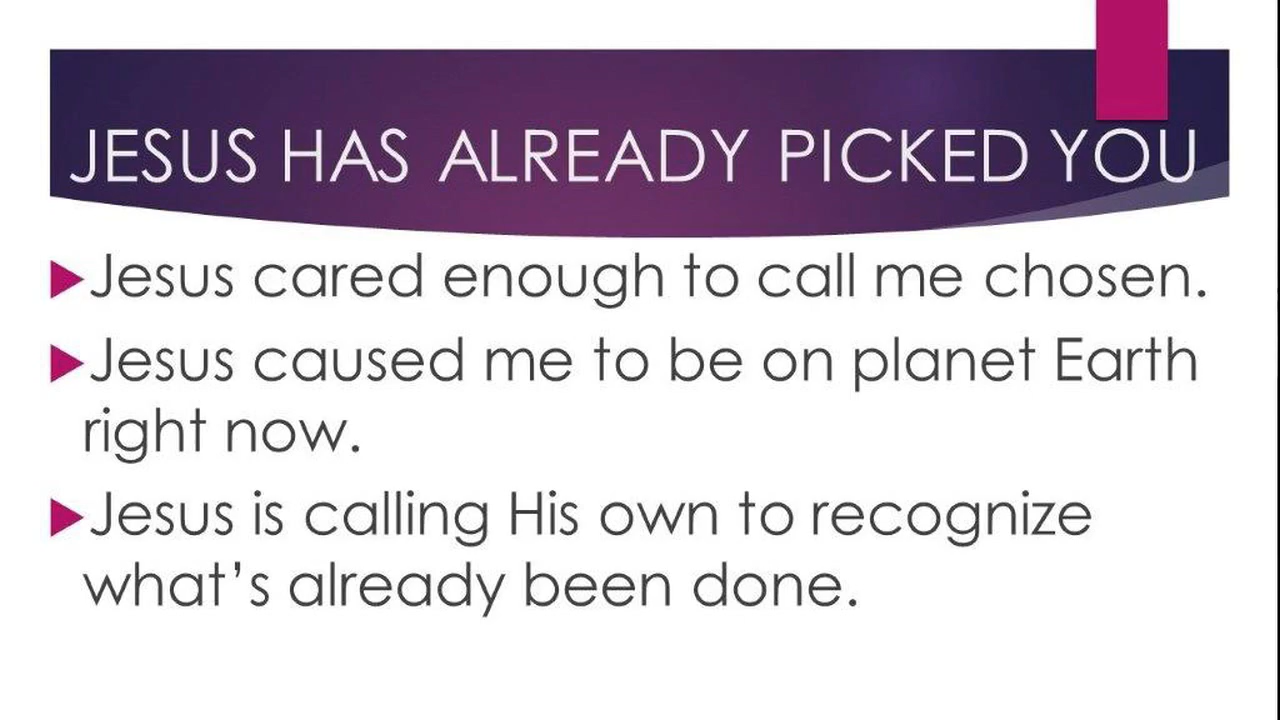 JESUS HAS ALREADY PICKED YOU
Jesus cared enough to call me chosen.
Jesus caused me to be on planet Earth
right now.
Jesus is calling His own to recognize
what's already been done.